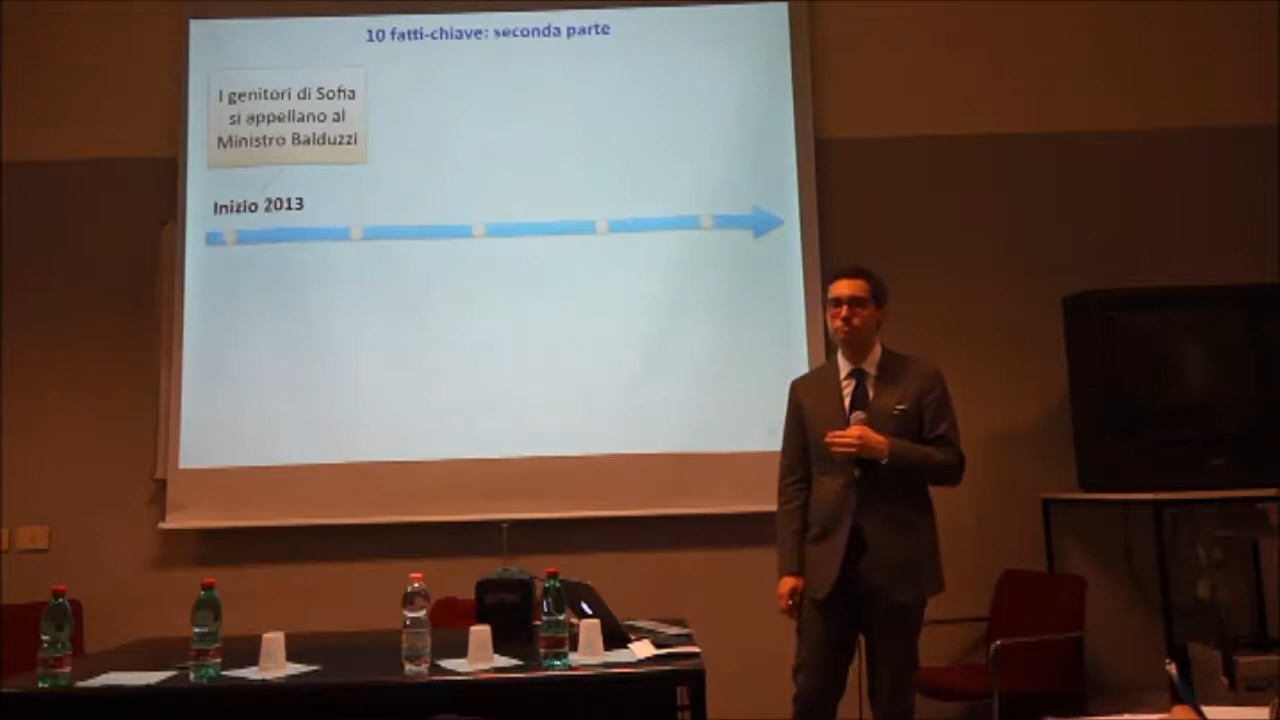 10 fatti-chiave: seconda parte
I genitori di Sofia
si appellano al
Ministro Balduzzi
Inizio 2013